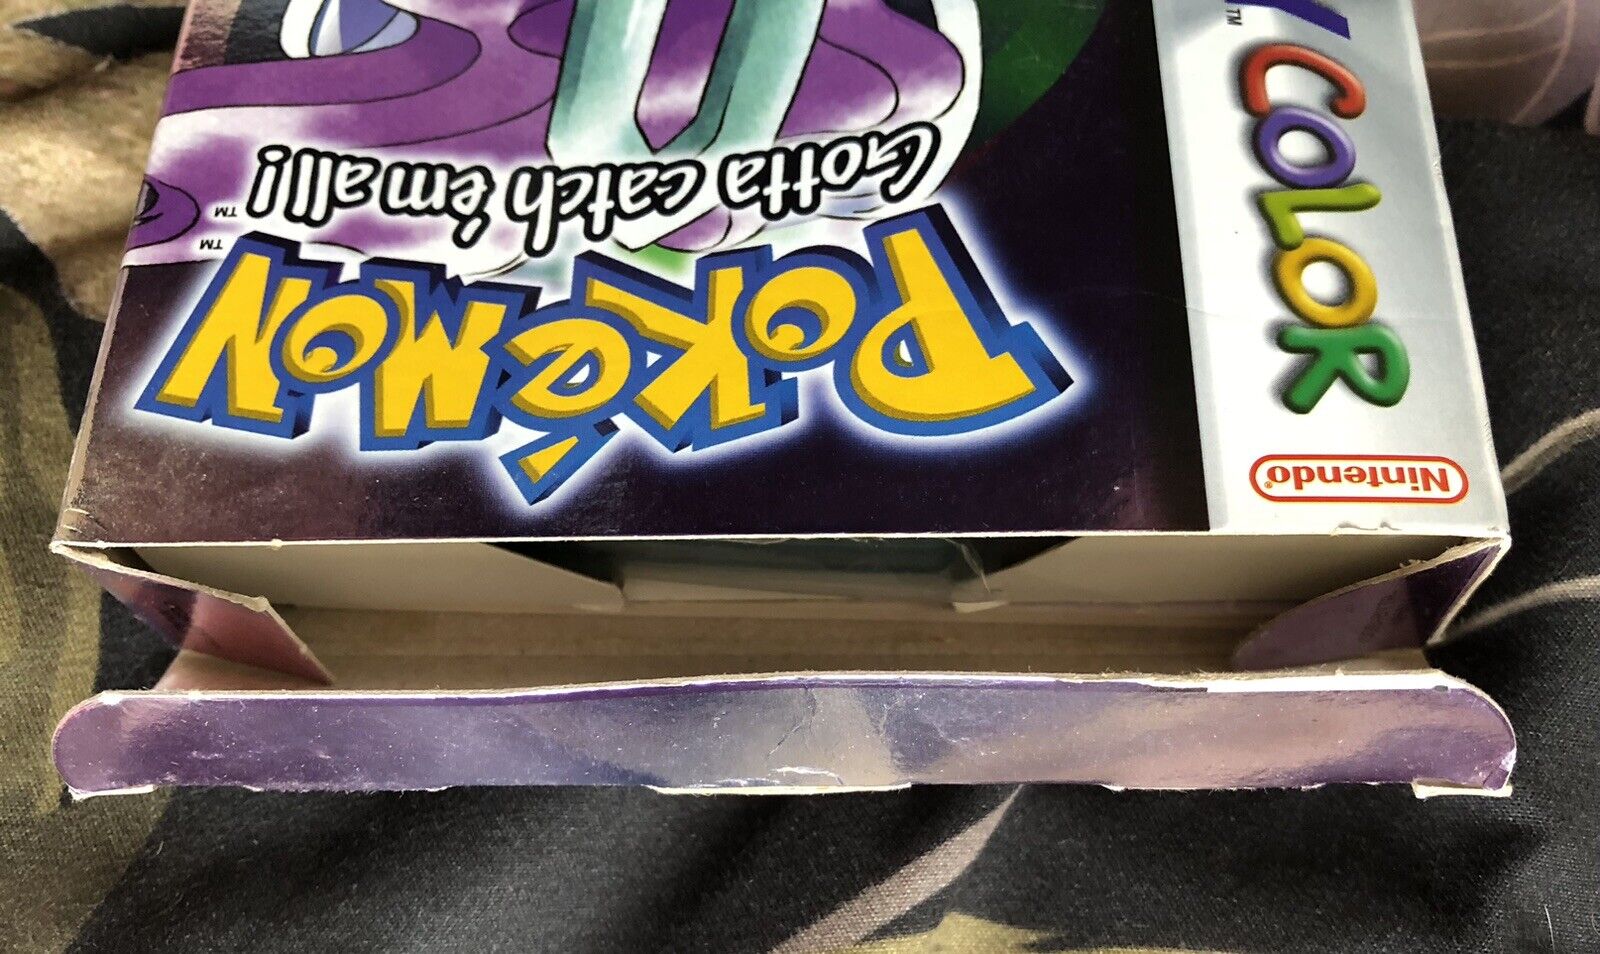 Nintendo®
Y COLOR
TM
POKéMON
TM
Gotta catch 'em all!
TM